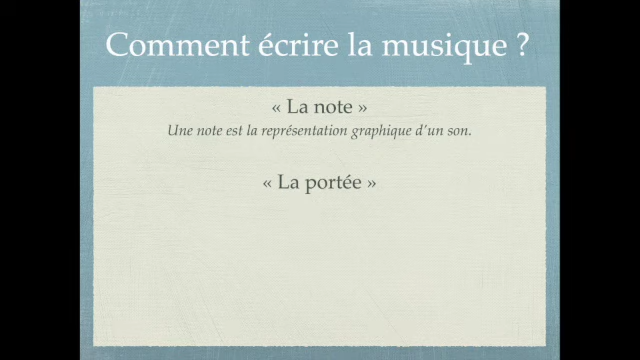 Comment écrire la musique ?
« La note »
Une note est la représentation graphique d’un son.
« La portée »